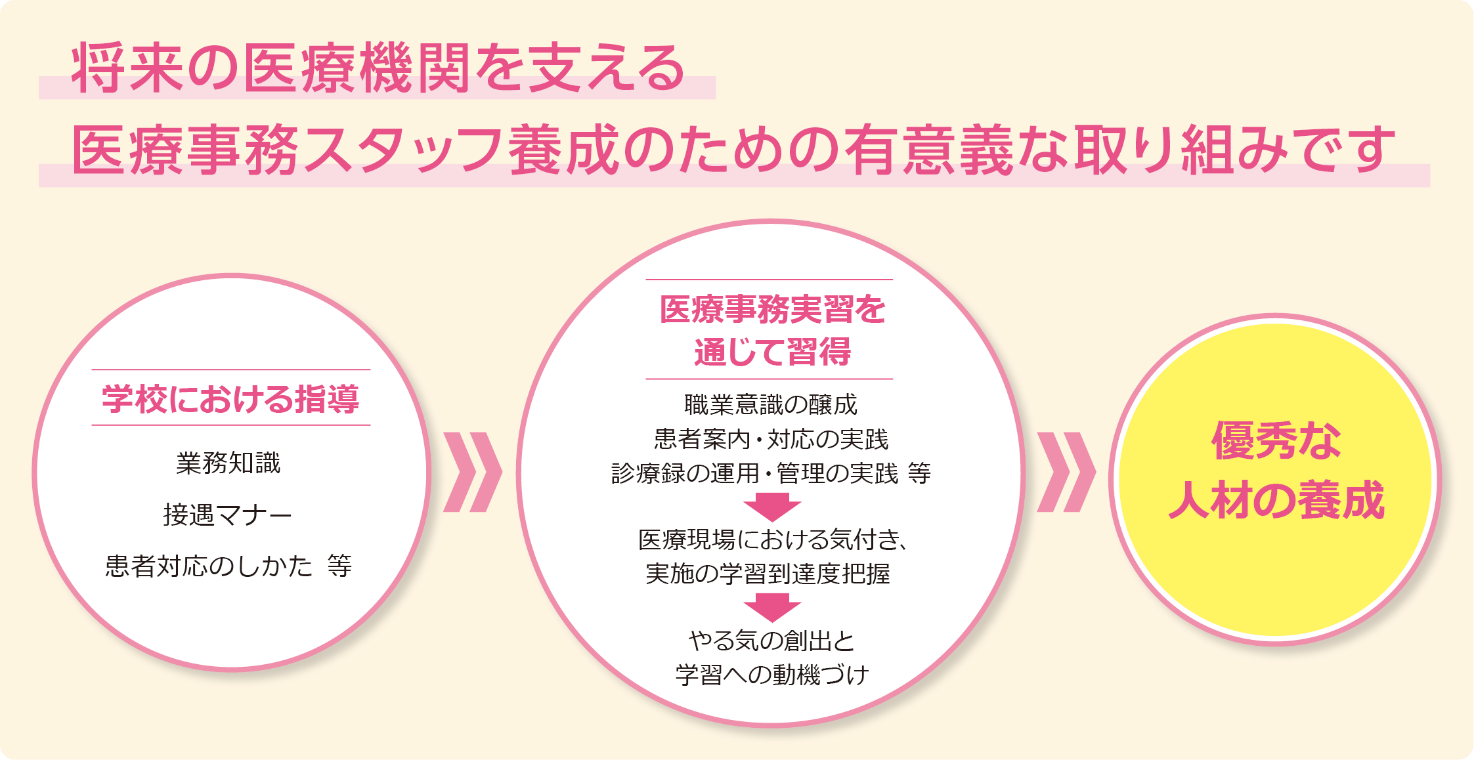 将来の医療機関を支える
医療事務スタッフ養成のための有意義な取り組みです
学校における指導
業務知識
接遇マナー
患者対応のしかた 等
医療事務実習を
通じて習得
職業意識の醸成
患者案内・対応の実践
診療録の運用・管理の実践 等
医療現場における気付き、
実施の学習到達度把握
やる気の創出と
学習への動機づけ
優秀な
人材の養成